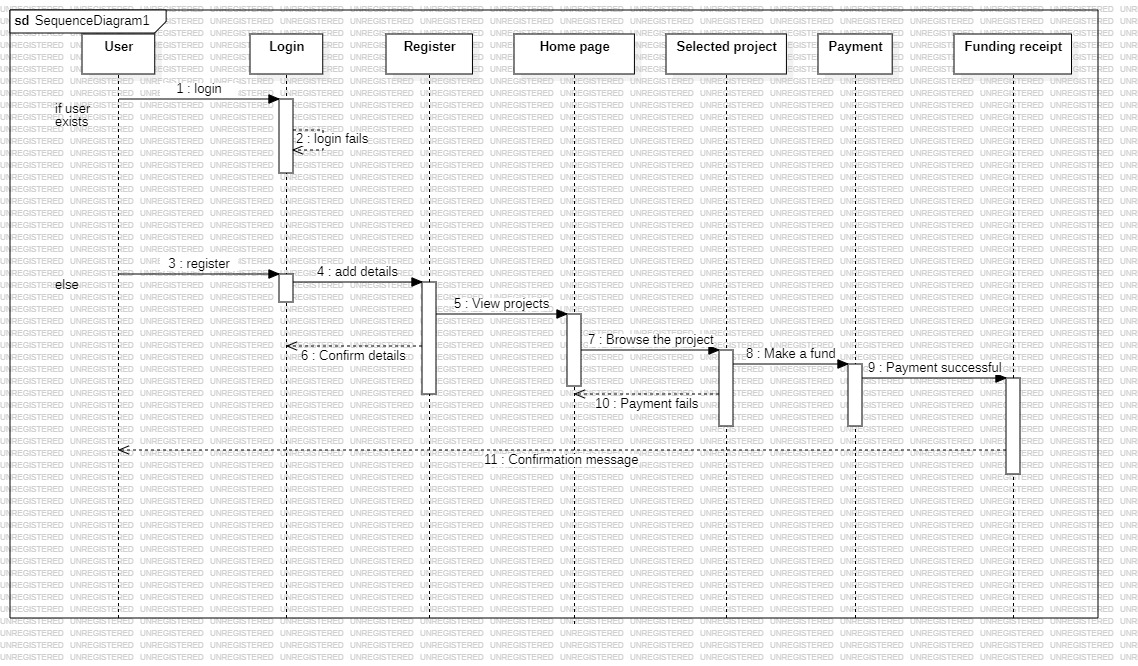 sd SequenceDiagram1
User
Login
Register
Home page
Selected project
Payment
Funding receipt
1 : login
if user
exists
2 : login fails
3 : register
4 : add details
else
5 : View projects
7 : Browse the project
6 : Confirm details
8 : Make a fund
9 : Payment successful
10 : Payment fails
11 : Confirmation message
UNREGISTERED